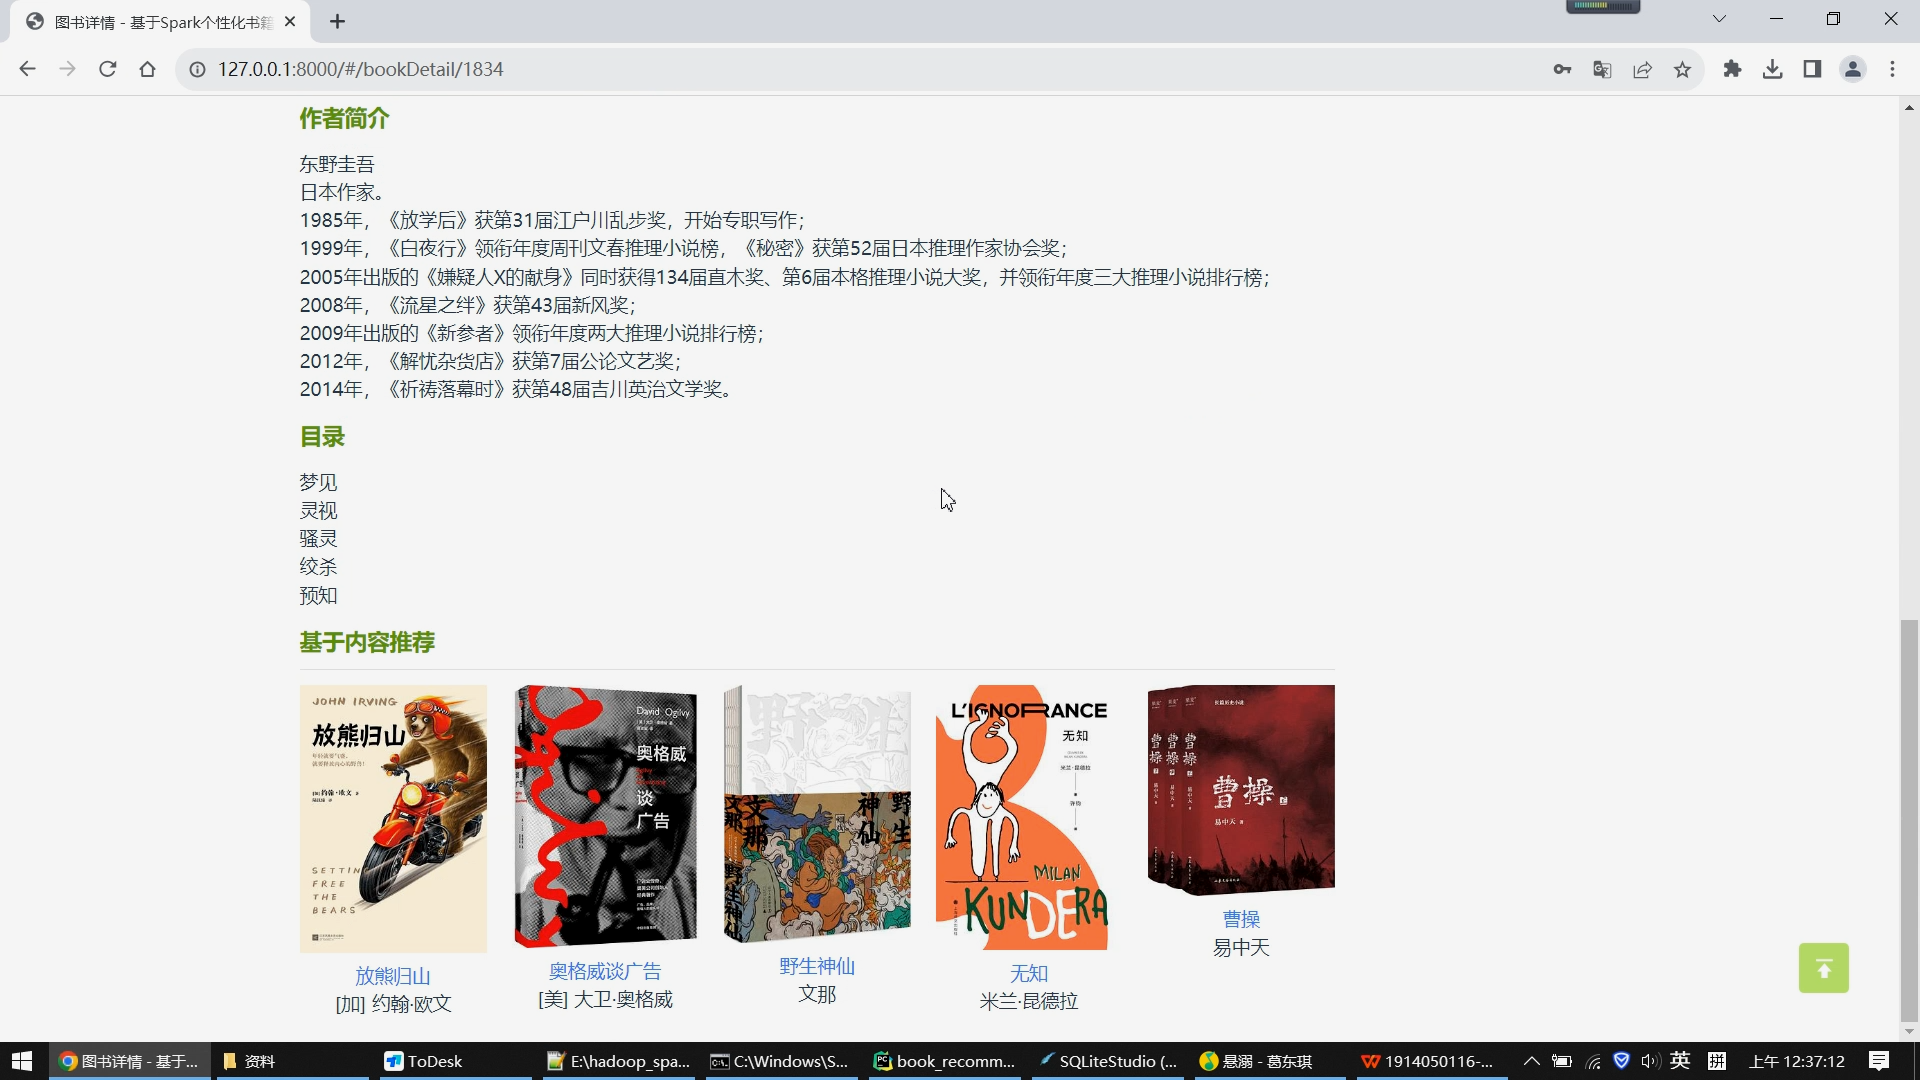 图书详情 - 基于Spark个性化书籍
127.0.0.1:8000/#/bookDetail/1834
作者简介
东野圭吾
日本作家。
1985年，《放学后》获第31届江户川乱步奖，开始专职写作；
1999年，《白夜行》领衔年度周刊文春推理小说榜，《秘密》获第52届日本推理作家协会奖；
2005年出版的《嫌疑人X的献身》同时获得134届直木奖、第6届本格推理小说大奖，并领衔年度三大推理小说排行榜；
2008年，《流星之绊》获第43届新风奖；
2009年出版的《新参者》领衔年度两大推理小说排行榜；
2012年，《解忧杂货店》获第7届公论文艺奖；
2014年，《祈祷落幕时》获第48届吉川英治文学奖。
目录
梦见
灵视
骚灵
绞杀
预知
基于内容推荐
JOHN IRVING
放熊归山
SETTIN
FREE
THE
BEARS
David Ogilvy
奥格威
谈
广告
野生
神仙
文那
L'IGNORANCE
无知
米兰·昆德拉
MILAN
KUNDERA
曹操
易中天
放熊归山
[加] 约翰·欧文
奥格威谈广告
[美] 大卫·奥格威
野生神仙
文那
无知
米兰·昆德拉
曹操
易中天
图书详情 - 基于...
资料
ToDesk
E:\hadoop_spa...
C:\Windows\S...
book_recomm...
SQLiteStudio (...
悬溺 - 葛东琪
1914050116-...
英
拼
上午 12:37:12